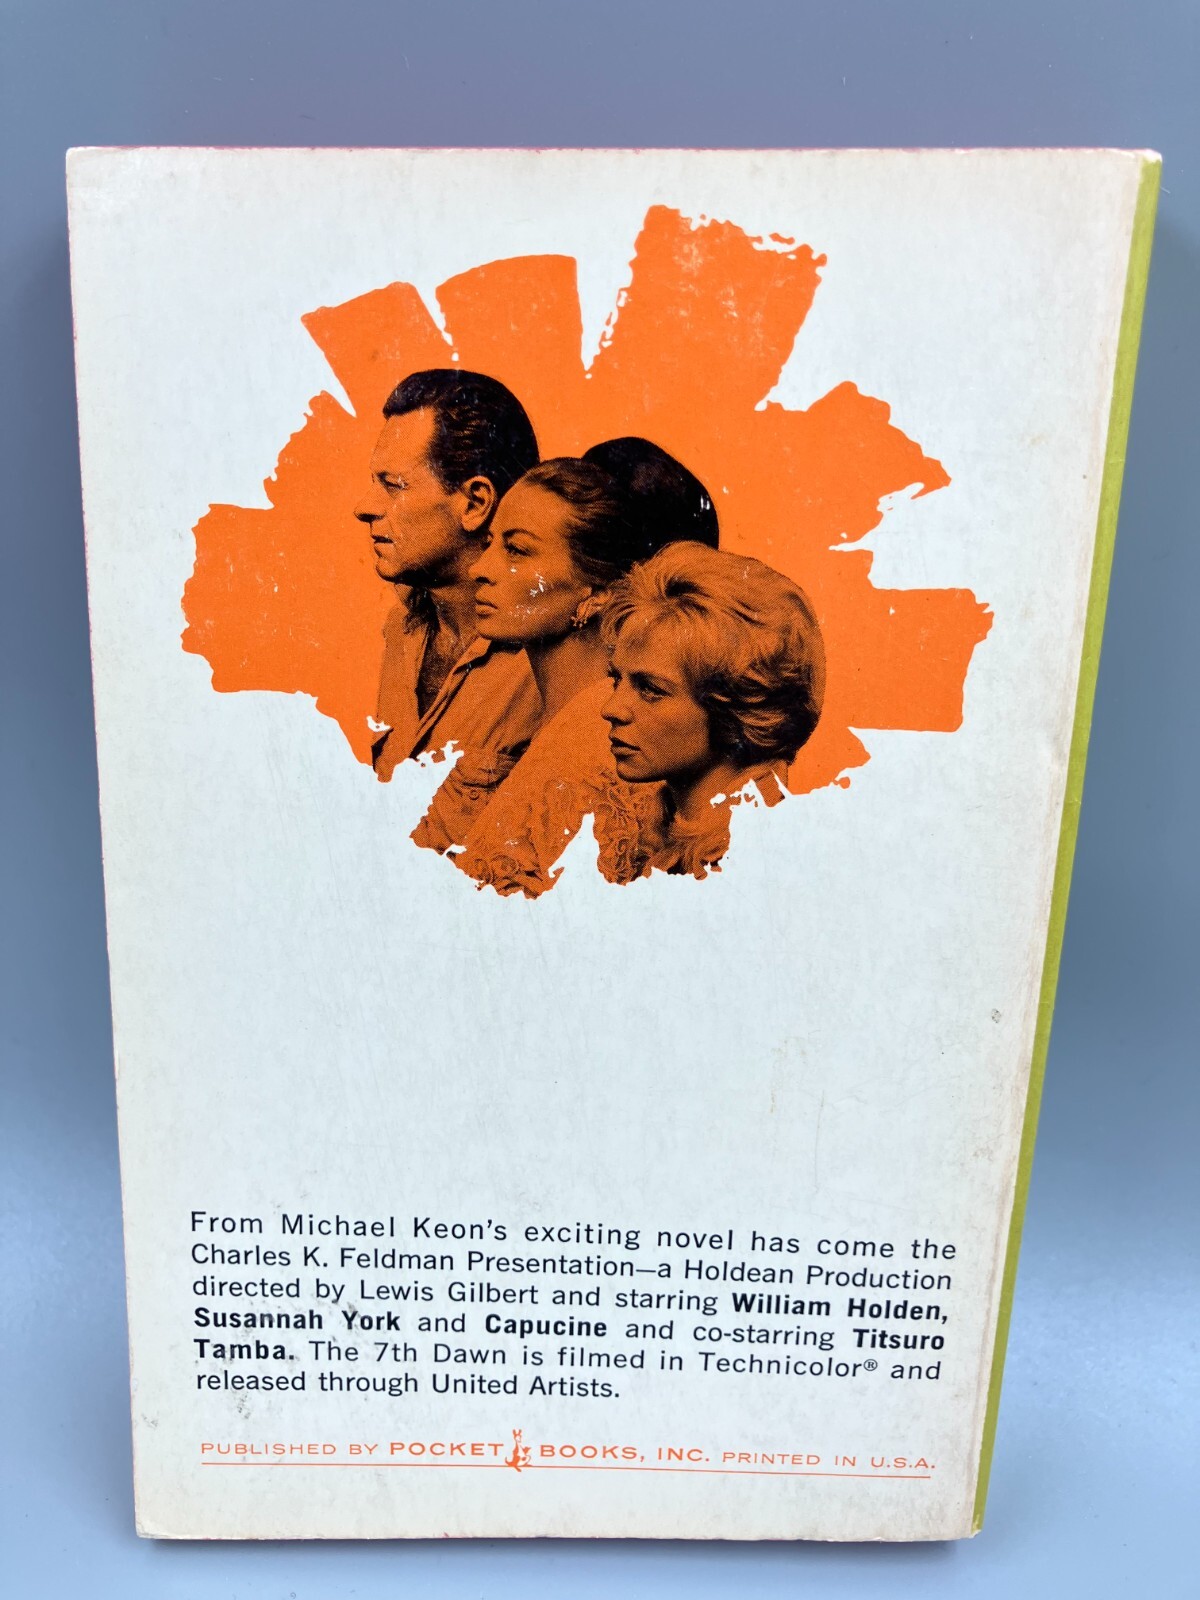 From Michael Keon's exciting novel has come the
Charles K. Feldman Presentation—a Holdean Production
directed by Lewis Gilbert and starring William Holden,
Susannah York and Capucine and co-starring Titsuro
Tamba. The 7th Dawn is filmed in Technicolor® and
released through United Artists.
PUBLISHED BY POCKET BOOKS, INC. PRINTED IN U.S.A.